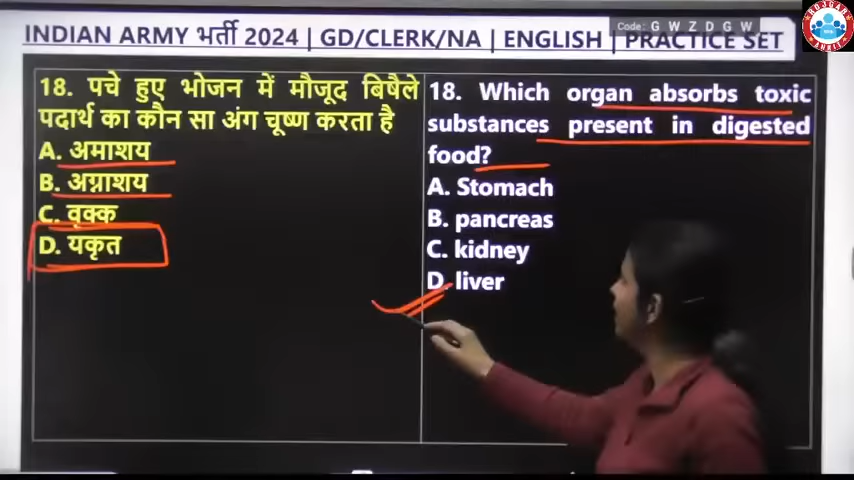 INDIAN ARMY भर्ती 2024 | GD/CLERK/NA | ENGLISH | PRACTICE SET
Code: G W Z D G W
18. पचे हुए भोजन में मौजूद बिषैले
पदार्थ का कौन सा अंग चूष्ण करता है
A. अमाशय
B. अग्नाशय
C. वृक्क
D. यकृत
18. Which organ absorbs toxic
substances present in digested
food?
A. Stomach
B. pancreas
C. kidney
D. liver